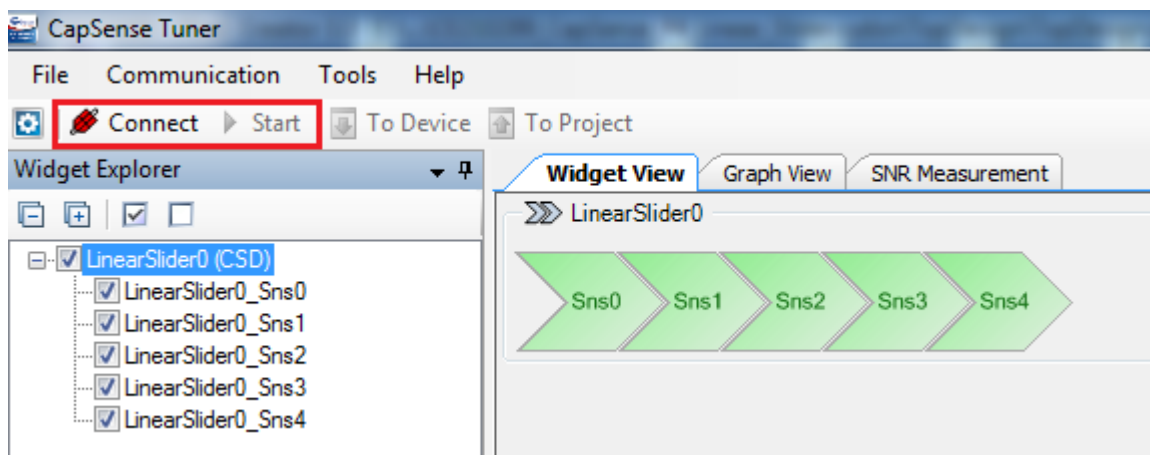 CapSense Tuner
File Communication Tools Help
Connect Start To Device To Project
Widget Explorer
Widget View Graph View SNR Measurement
LinearSlider0
LinearSlider0 (CSD)
LinearSlider0_Sns0
LinearSlider0_Sns1
LinearSlider0_Sns2
LinearSlider0_Sns3
LinearSlider0_Sns4
Sns0 Sns1 Sns2 Sns3 Sns4